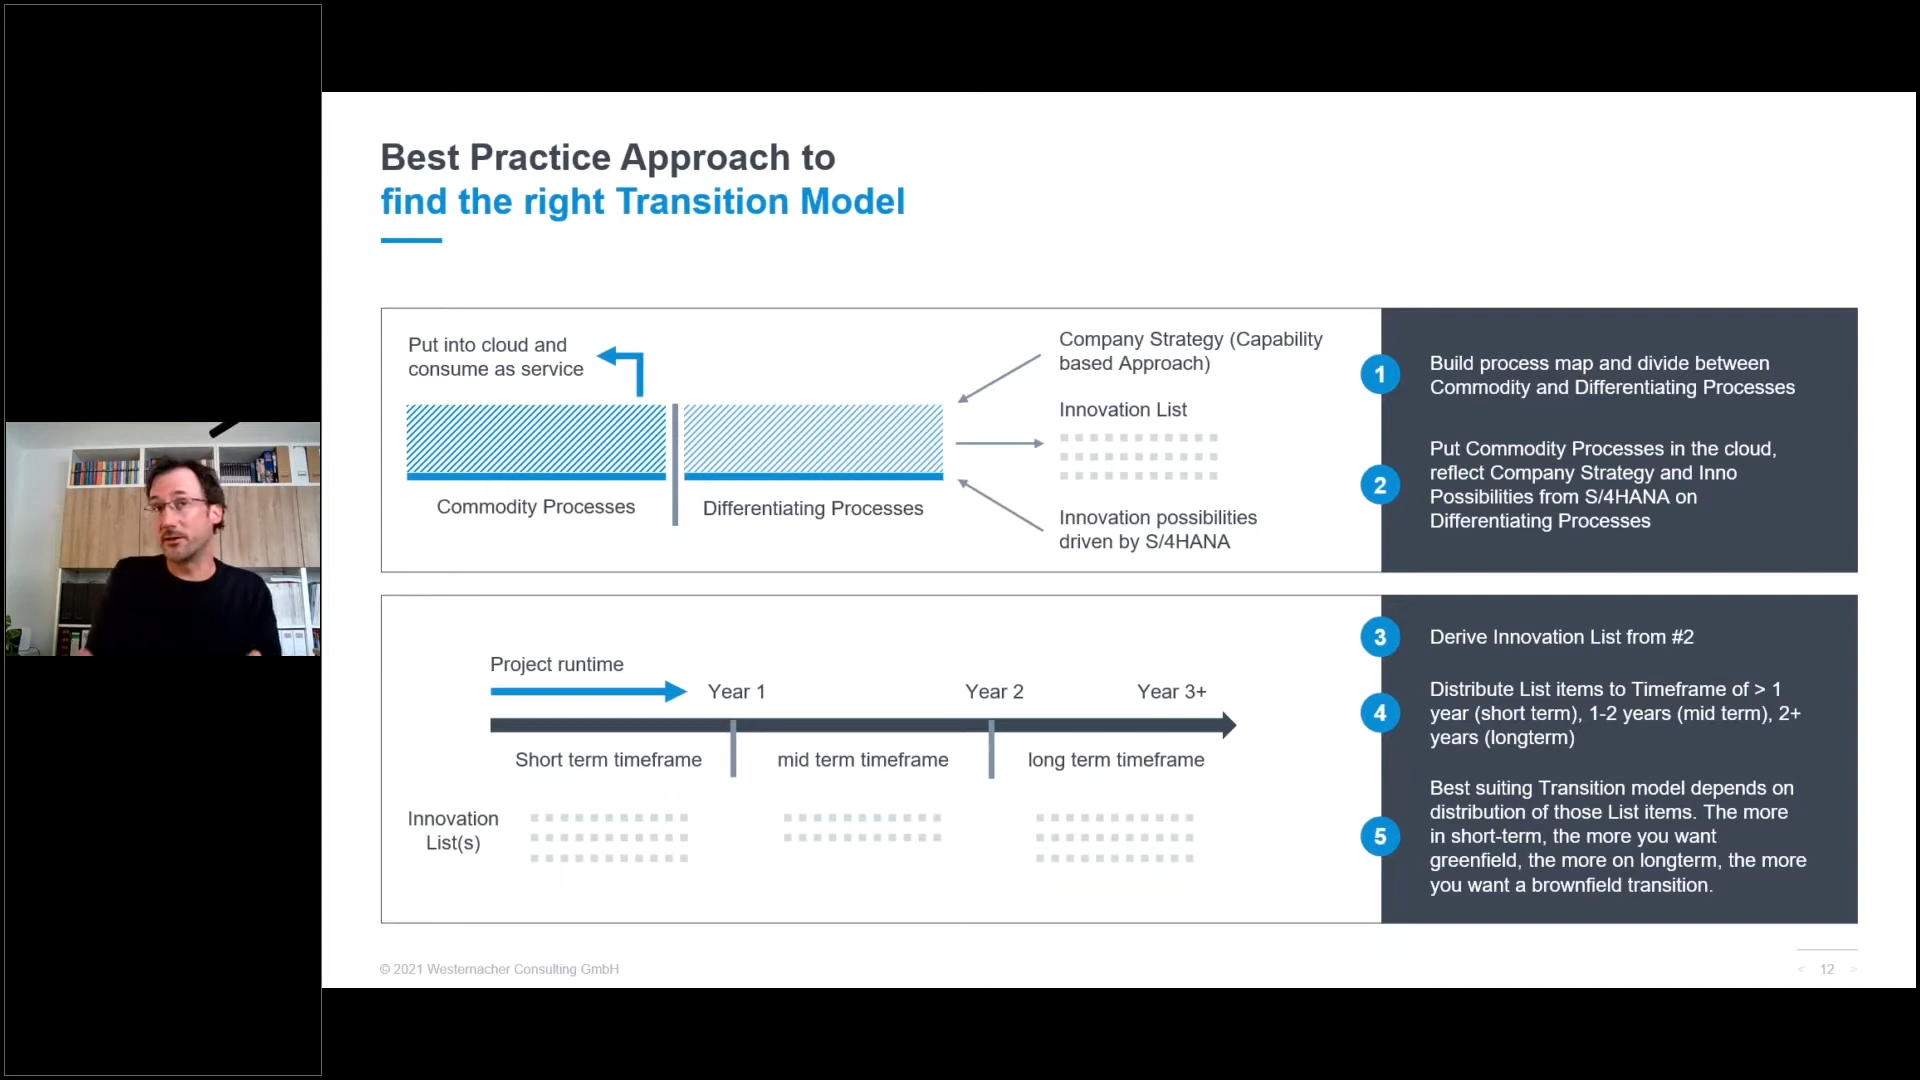 Best Practice Approach to
find the right Transition Model
Put into cloud and
consume as service
Commodity Processes
Differentiating Processes
Company Strategy (Capability
based Approach)
Innovation List
Innovation possibilities
driven by S/4HANA
1
Build process map and divide between
Commodity and Differentiating Processes
2
Put Commodity Processes in the cloud,
reflect Company Strategy and Inno
Possibilities from S/4HANA on
Differentiating Processes
Project runtime
Year 1
Year 2
Year 3+
Short term timeframe
mid term timeframe
long term timeframe
Innovation
List(s)
3
Derive Innovation List from #2
4
Distribute List items to Timeframe of > 1
year (short term), 1-2 years (mid term), 2+
years (longterm)
5
Best suiting Transition model depends on
distribution of those List items. The more
in short-term, the more you want
greenfield, the more on longterm, the more
you want a brownfield transition.
© 2021 Westernacher Consulting GmbH
< 12 >